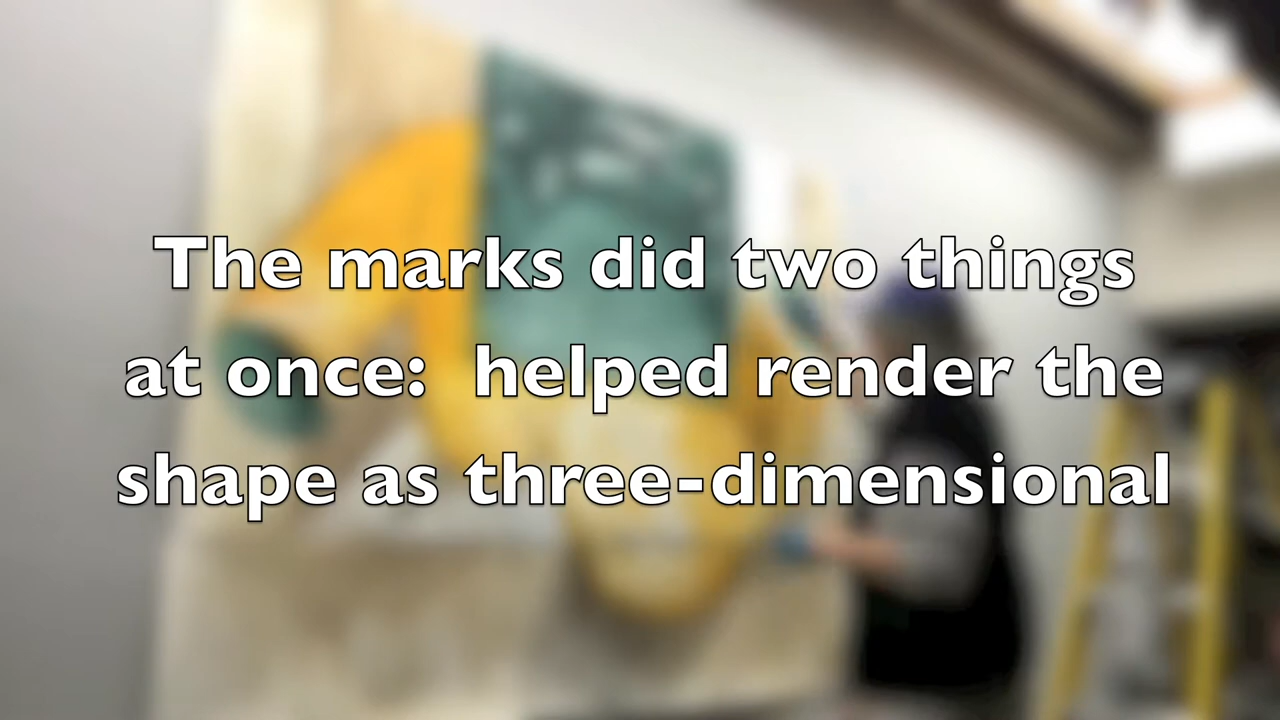 The marks did two things
at once:  helped render the
shape as three-dimensional